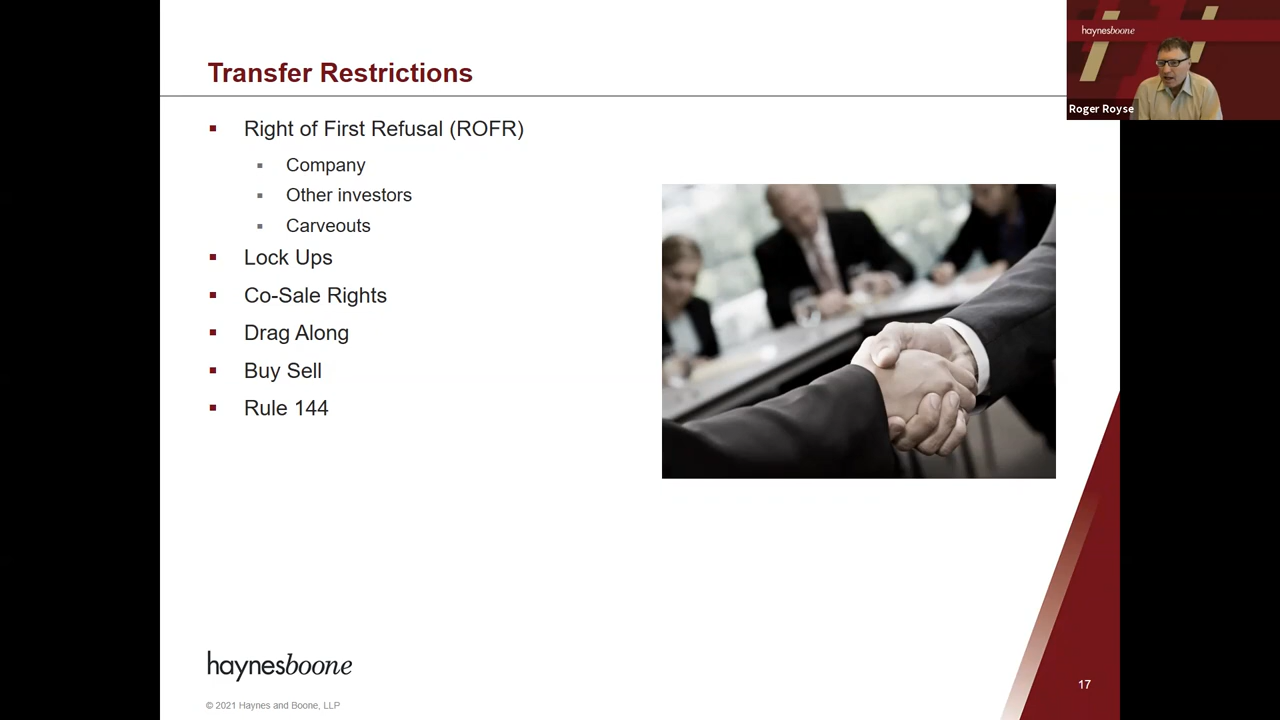 Transfer Restrictions
Right of First Refusal (ROFR)
Company
Other investors
Carveouts
Lock Ups
Co-Sale Rights
Drag Along
Buy Sell
Rule 144
haynesboone
© 2021 Haynes and Boone, LLP
17
haynesboone
Roger Royse